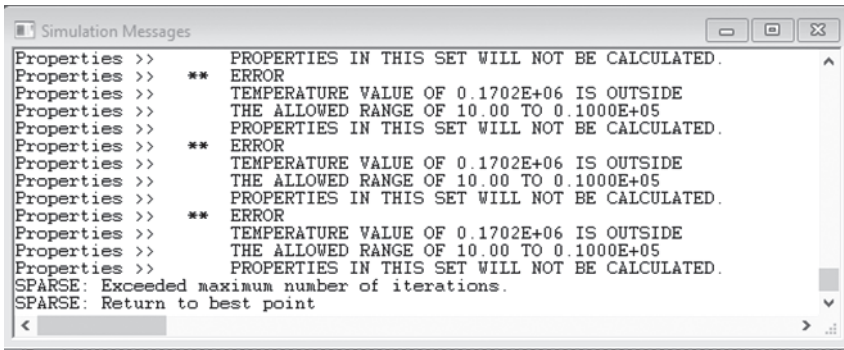 Simulation Messages
Properties >> PROPERTIES IN THIS SET WILL NOT BE CALCULATED.
Properties >> ** ERROR
Properties >> TEMPERATURE VALUE OF 0.1702E+06 IS OUTSIDE
Properties >> THE ALLOWED RANGE OF 10.00 TO 0.1000E+05
Properties >> PROPERTIES IN THIS SET WILL NOT BE CALCULATED.
Properties >> ** ERROR
Properties >> TEMPERATURE VALUE OF 0.1702E+06 IS OUTSIDE
Properties >> THE ALLOWED RANGE OF 10.00 TO 0.1000E+05
Properties >> PROPERTIES IN THIS SET WILL NOT BE CALCULATED.
Properties >> ** ERROR
Properties >> TEMPERATURE VALUE OF 0.1702E+06 IS OUTSIDE
Properties >> THE ALLOWED RANGE OF 10.00 TO 0.1000E+05
Properties >> PROPERTIES IN THIS SET WILL NOT BE CALCULATED.
SPARSE: Exceeded maximum number of iterations.
SPARSE: Return to best point